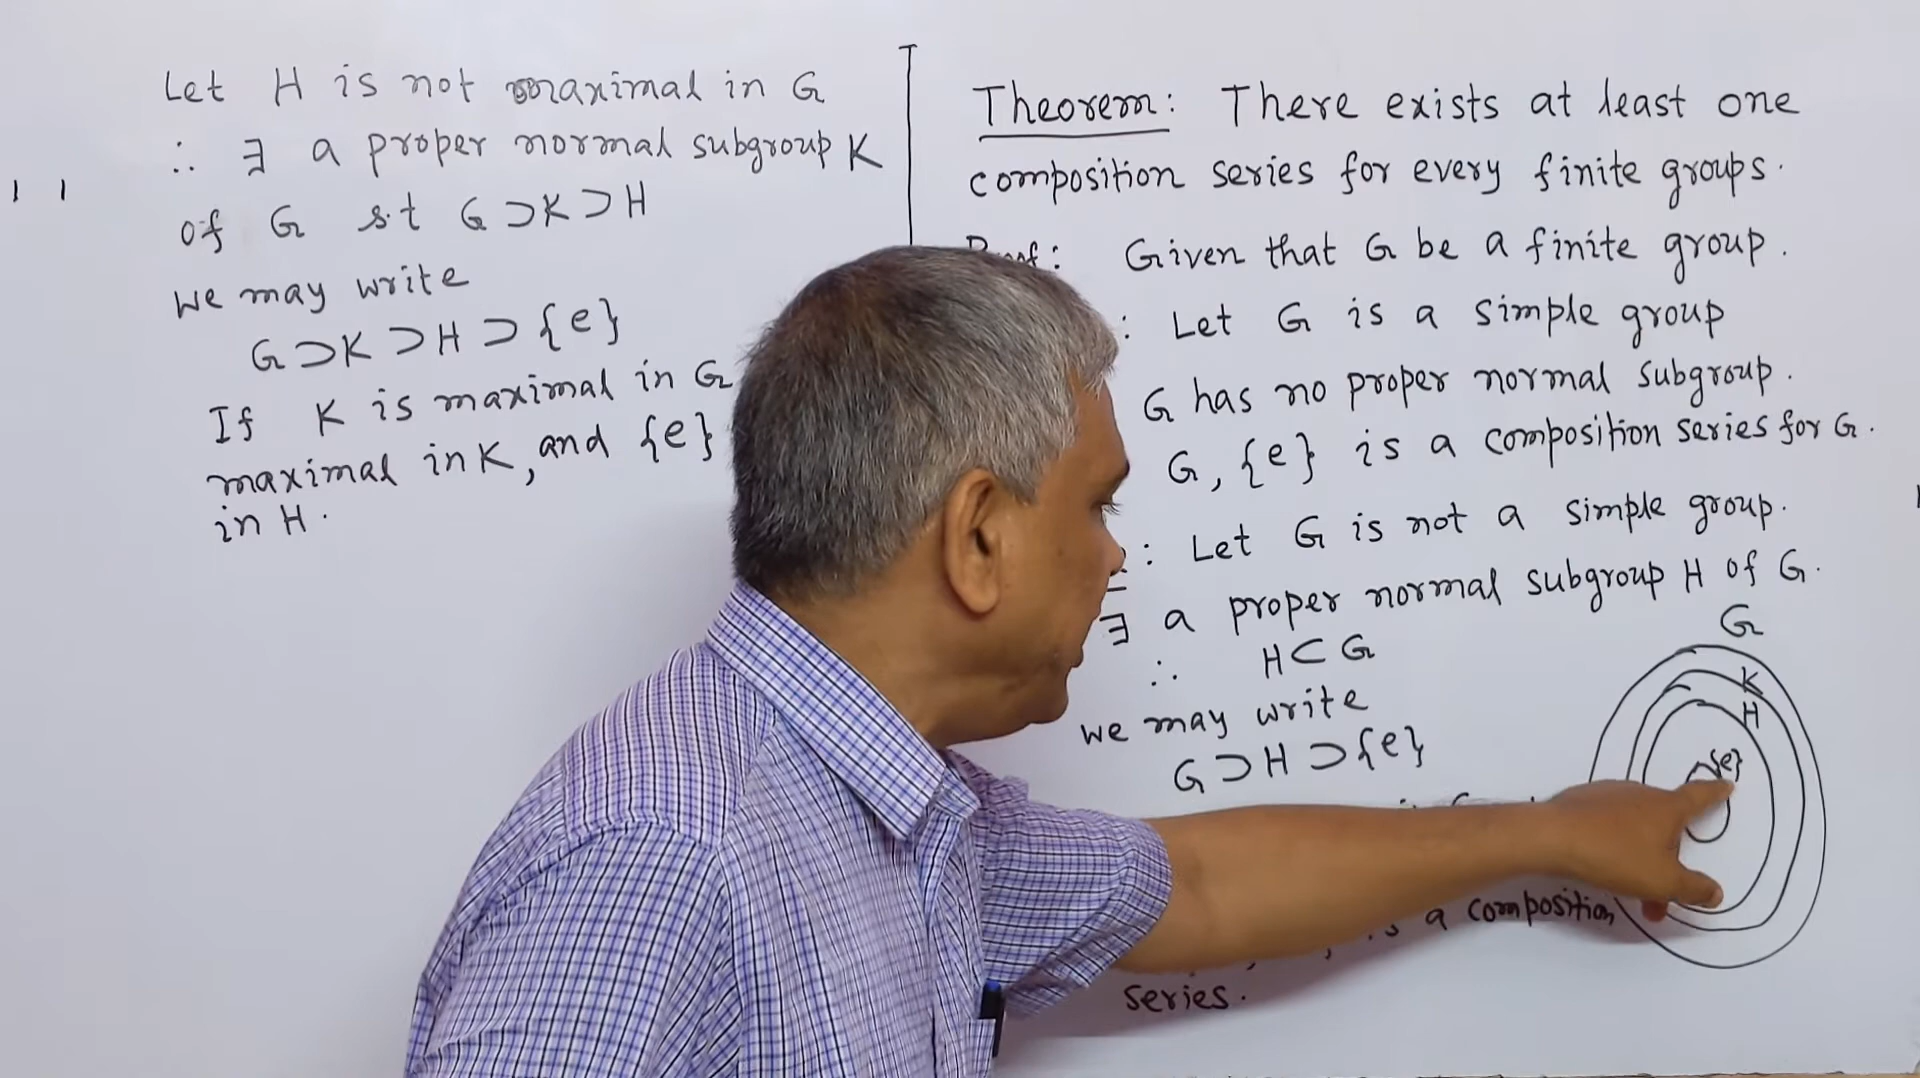 Let H is not maximal in G
∴ ∃ a proper normal subgroup K
of G s.t G⊃K⊃H
We may write
G⊃K⊃H⊃{e}
If K is maximal in G
maximal in K, and {e}
in H.
Theorem: There exists at least one
composition series for every finite groups.
Given that G be a finite group.
: Let G is a simple group
G has no proper normal subgroup.
G, {e} is a composition series for G.
: Let G is not a simple group.
∃ a proper normal subgroup H of G.
∴ H⊂G
We may write
G⊃H⊃{e}
a composition
series.
G
K
H
{e}